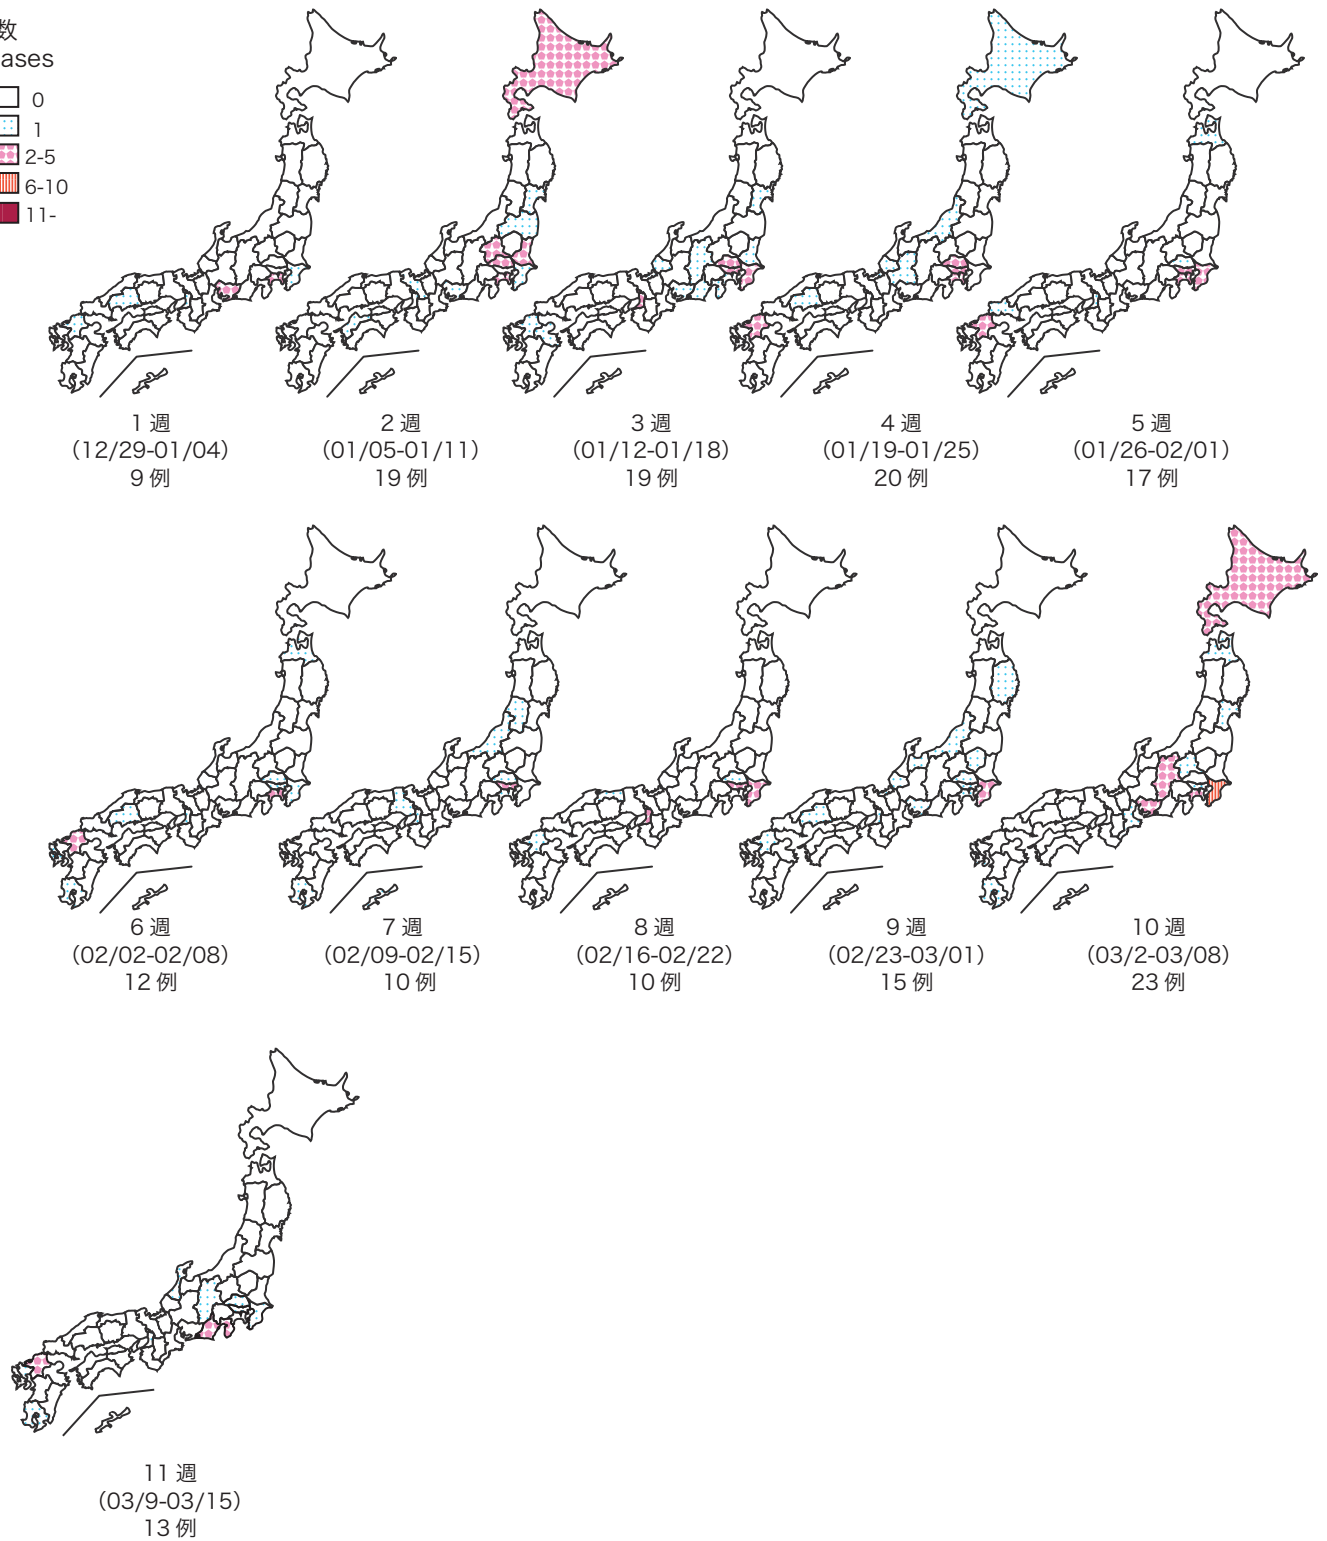 数
ases
0
1
2-5
6-10
11-
1 週
（12/29-01/04）
9 例
2 週
（01/05-01/11）
19 例
3 週
（01/12-01/18）
19 例
4 週
（01/19-01/25）
20 例
5 週
（01/26-02/01）
17 例
6 週
（02/02-02/08）
12 例
7 週
（02/09-02/15）
10 例
8 週
（02/16-02/22）
10 例
9 週
（02/23-03/01）
15 例
10 週
（03/2-03/08）
23 例
11 週
（03/9-03/15）
13 例